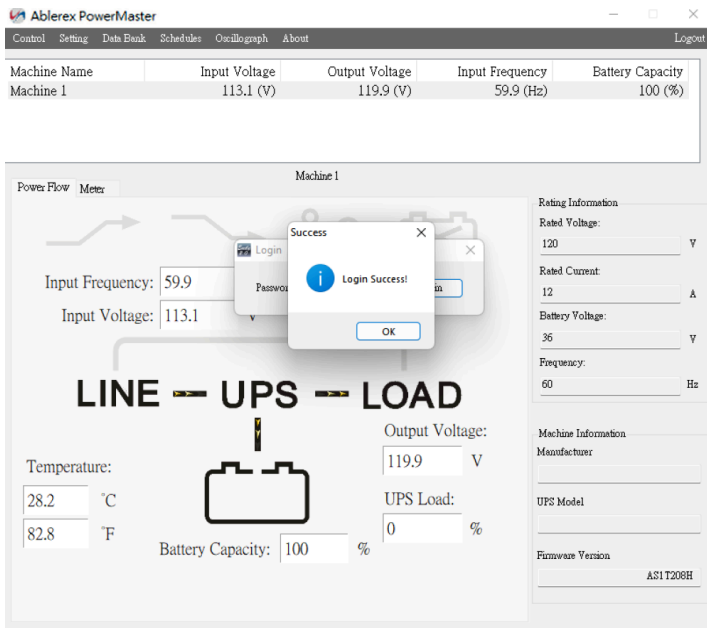 Ablerex PowerMaster
Control Setting Data Bank Schedules Oscillograph About Logout
Machine Name Input Voltage Output Voltage Input Frequency Battery Capacity
Machine 1 113.1 (V) 119.9 (V) 59.9 (Hz) 100 (%)
Machine 1
Power Flow Meter
Success
Login
Login Success!
OK
Input Frequency: 59.9
Input Voltage: 113.1 V
LINE UPS LOAD
Temperature:
28.2 °C
82.8 °F
Battery Capacity: 100 %
Output Voltage:
119.9 V
UPS Load:
0 %
Rating Information
Rated Voltage:
120 V
Rated Current:
12 A
Battery Voltage:
36 V
Frequency:
60 Hz
Machine Information
Manufacturer
UPS Model
Firmware Version
AS1T208H